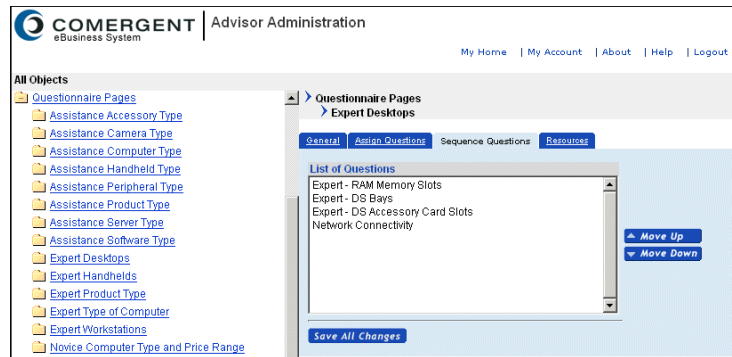 COMERGENT
eBusiness System
Advisor Administration
My Home | My Account | About | Help | Logout
All Objects
Questionnaire Pages
Assistance Accessory Type
Assistance Camera Type
Assistance Computer Type
Assistance Handheld Type
Assistance Peripheral Type
Assistance Product Type
Assistance Server Type
Assistance Software Type
Expert Desktops
Expert Handhelds
Expert Product Type
Expert Type of Computer
Expert Workstations
Novice Computer Type and Price Range
Questionnaire Pages
Expert Desktops
General Assign Questions Sequence Questions Resources
List of Questions
Expert - RAM Memory Slots
Expert - DS Bays
Expert - DS Accessory Card Slots
Network Connectivity
Move Up
Move Down
Save All Changes